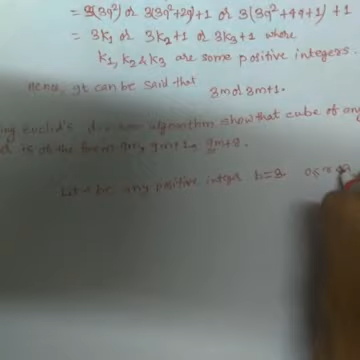 = 3(3q²) or 3(3q²+2q)+1 or 3(3q²+4q+1)+1
= 3k₁ or 3k₂+1 or 3k₃+1 where
k₁, k₂ & k₃ are some positive integers.
Hence, It can be said that
3m or 3m+1.
Euclid's division algorithm show that cube of any
is of the form 9m, 9m+1, 9m+8.
Let be any positive integer b=3